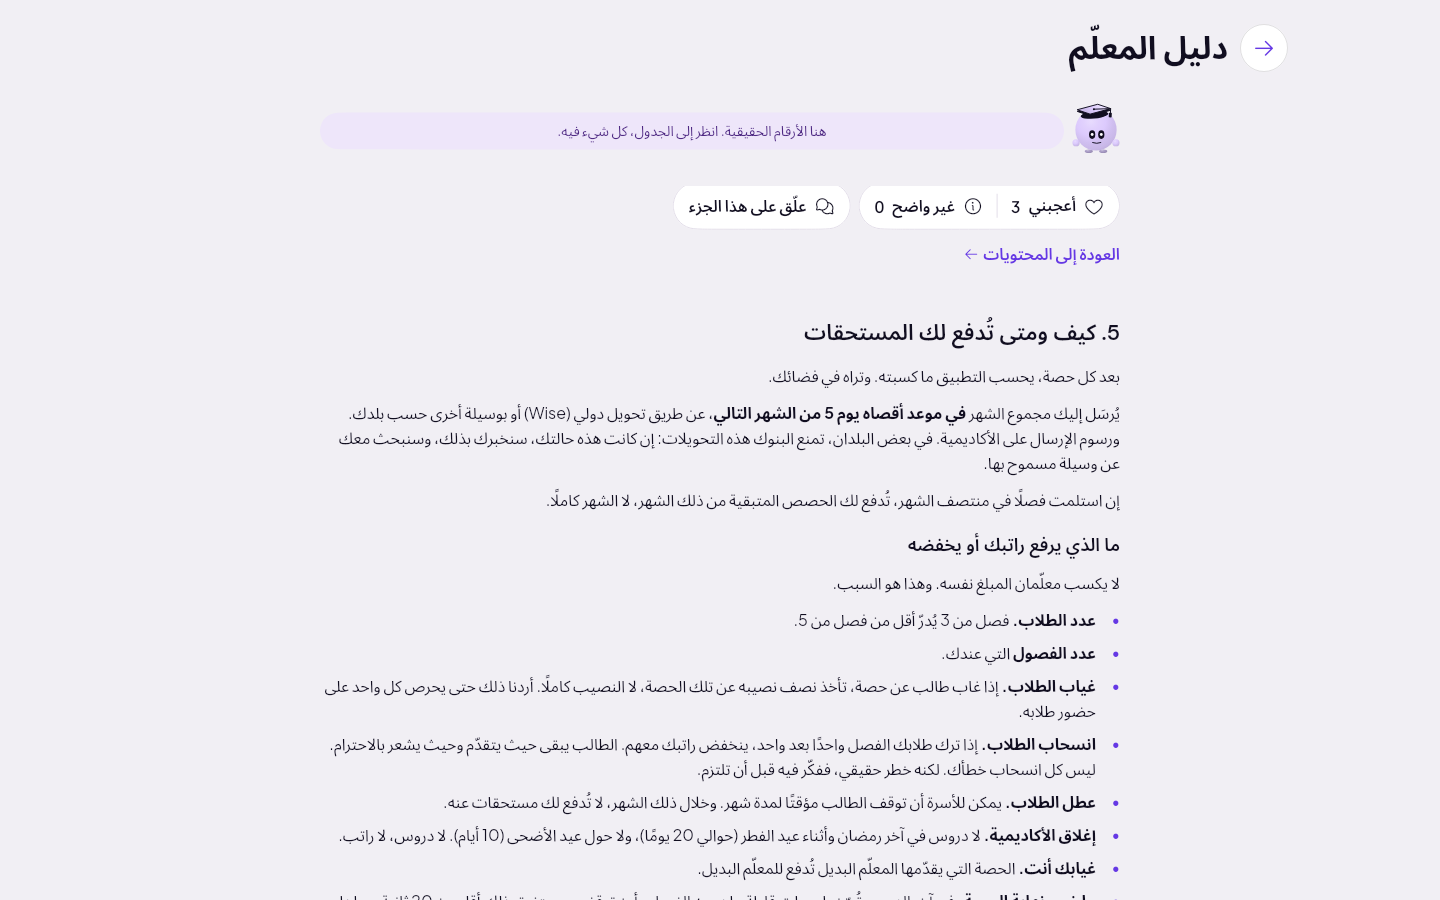 دليل المعلّم
هنا الأرقام الحقيقية. انظر إلى الجدول، كل شيء فيه.
أعجبني 3
غير واضح 0
علّق على هذا الجزء
العودة إلى المحتويات ←
5. كيف ومتى تُدفع لك المستحقات
بعد كل حصة، يحسب التطبيق ما كسبته. وتراه في فضائك.
يُرسَل إليك مجموع الشهر في موعد أقصاه يوم 5 من الشهر التالي، عن طريق تحويل دولي (Wise) أو بوسيلة أخرى حسب بلدك.
ورسوم الإرسال على الأكاديمية. في بعض البلدان، تمنع البنوك هذه التحويلات: إن كانت هذه حالتك، سنخبرك بذلك، وسنبحث معك
عن وسيلة مسموح بها.
إن استلمت فصلًا في منتصف الشهر، تُدفع لك الحصص المتبقية من ذلك الشهر، لا الشهر كاملًا.
ما الذي يرفع راتبك أو يخفضه
لا يكسب معلّمان المبلغ نفسه. وهذا هو السبب.
• عدد الطلاب. فصل من 3 يُدرّ أقل من فصل من 5.
• عدد الفصول التي عندك.
• غياب الطلاب. إذا غاب طالب عن حصة، تأخذ نصف نصيبه عن تلك الحصة، لا النصيب كاملًا. أردنا ذلك حتى يحرص كل واحد على
حضور طلابه.
• انسحاب الطلاب. إذا ترك طلابك الفصل واحدًا بعد واحد، ينخفض راتبك معهم. الطالب يبقى حيث يتقدّم وحيث يشعر بالاحترام.
ليس كل انسحاب خطأك. لكنه خطر حقيقي، ففكّر فيه قبل أن تلتزم.
• عطل الطلاب. يمكن للأسرة أن توقف الطالب مؤقتًا لمدة شهر. وخلال ذلك الشهر، لا تُدفع لك مستحقات عنه.
• إغلاق الأكاديمية. لا دروس في آخر رمضان وأثناء عيد الفطر (حوالي 20 يومًا)، ولا حول عيد الأضحى (10 أيام). لا دروس، لا راتب.
• غيابك أنت. الحصة التي يقدّمها المعلّم البديل تُدفع للمعلّم البديل.